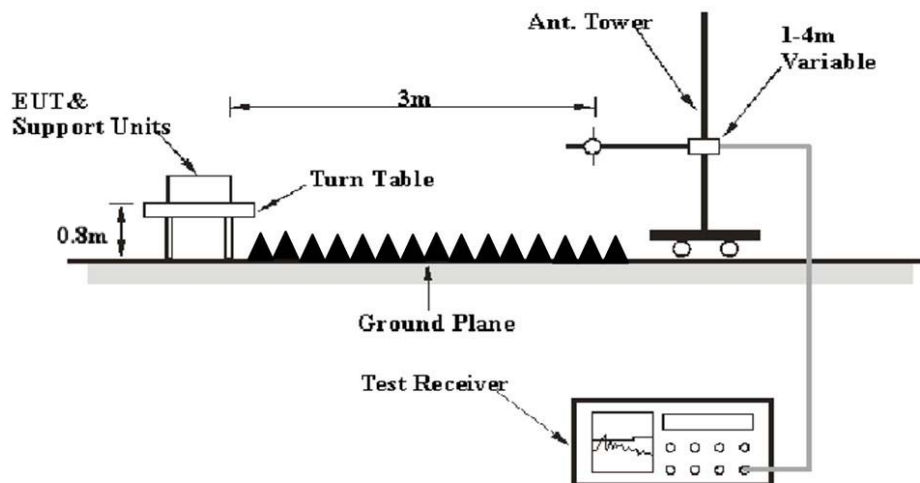 Ant. Tower
1-4m
Variable
EUT&
Support Units
3m
Turn Table
0.8m
Ground Plane
Test Receiver